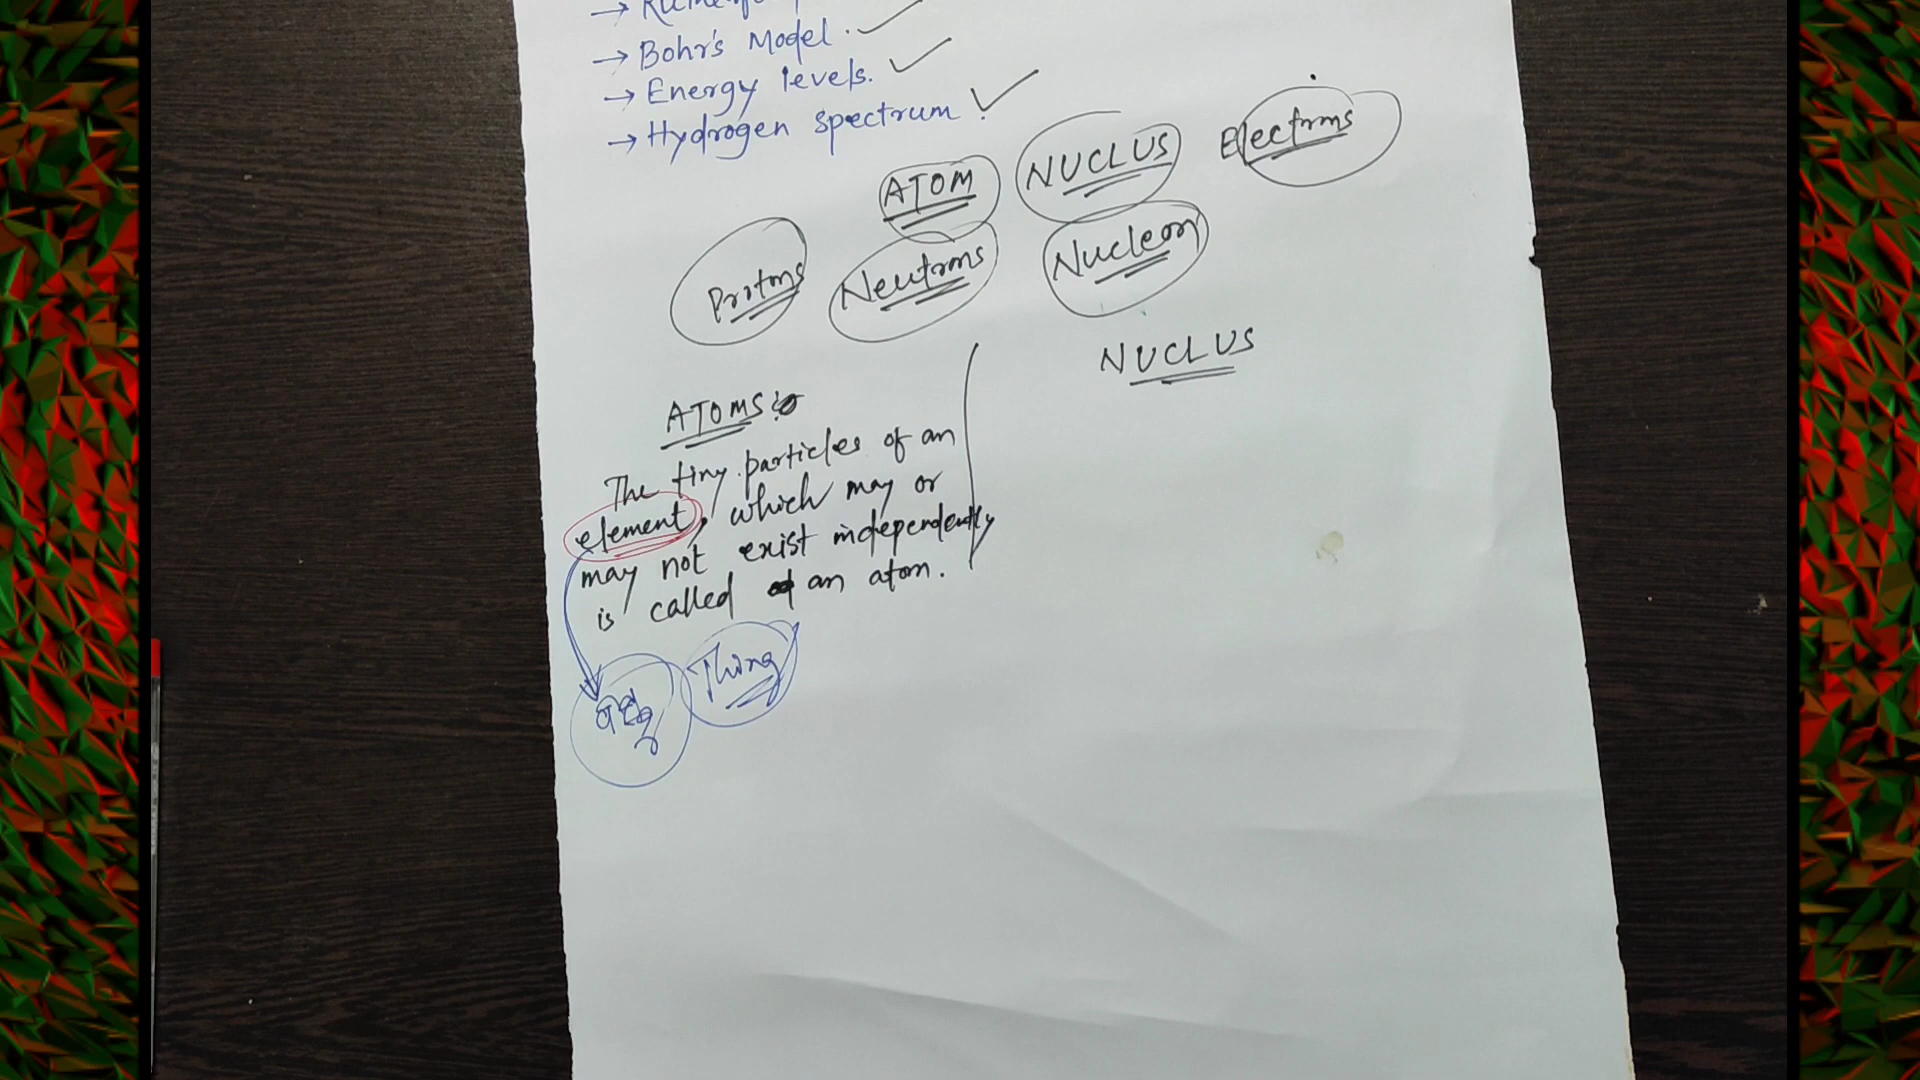 → Bohr's Model.
→ Energy levels.
→ Hydrogen spectrum.
ATOM NUCLUS Electrons
Protons Neutrons Nucleon
NUCLUS
ATOMS:
The tiny particles of an
element, which may or
may not exist independently
is called an atom.
Thing